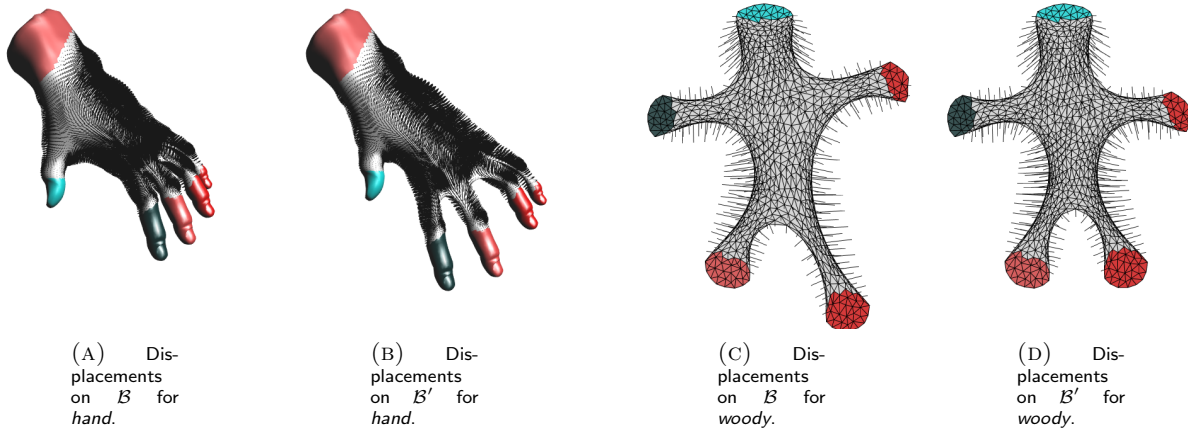 (A) Dis-
placements
on B for
hand.
(B) Dis-
placements
on B′ for
hand.
(C) Dis-
placements
on B for
woody.
(D) Dis-
placements
on B′ for
woody.